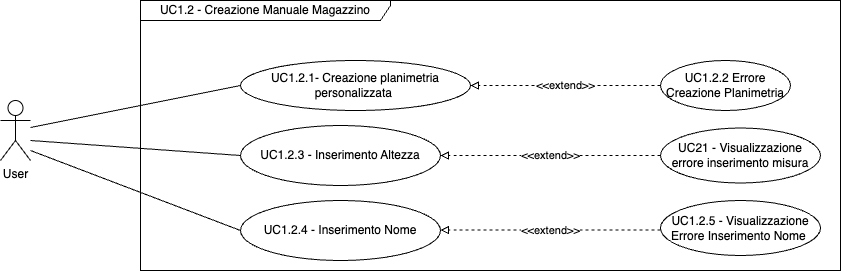 UC1.2 - Creazione Manuale Magazzino
UC1.2.1- Creazione planimetria
personalizzata
<<extend>>
UC1.2.2 Errore
Creazione Planimetria
UC1.2.3 - Inserimento Altezza
<<extend>>
UC21 - Visualizzazione
errore inserimento misura
User
UC1.2.4 - Inserimento Nome
<<extend>>
UC1.2.5 - Visualizzazione
Errore Inserimento Nome